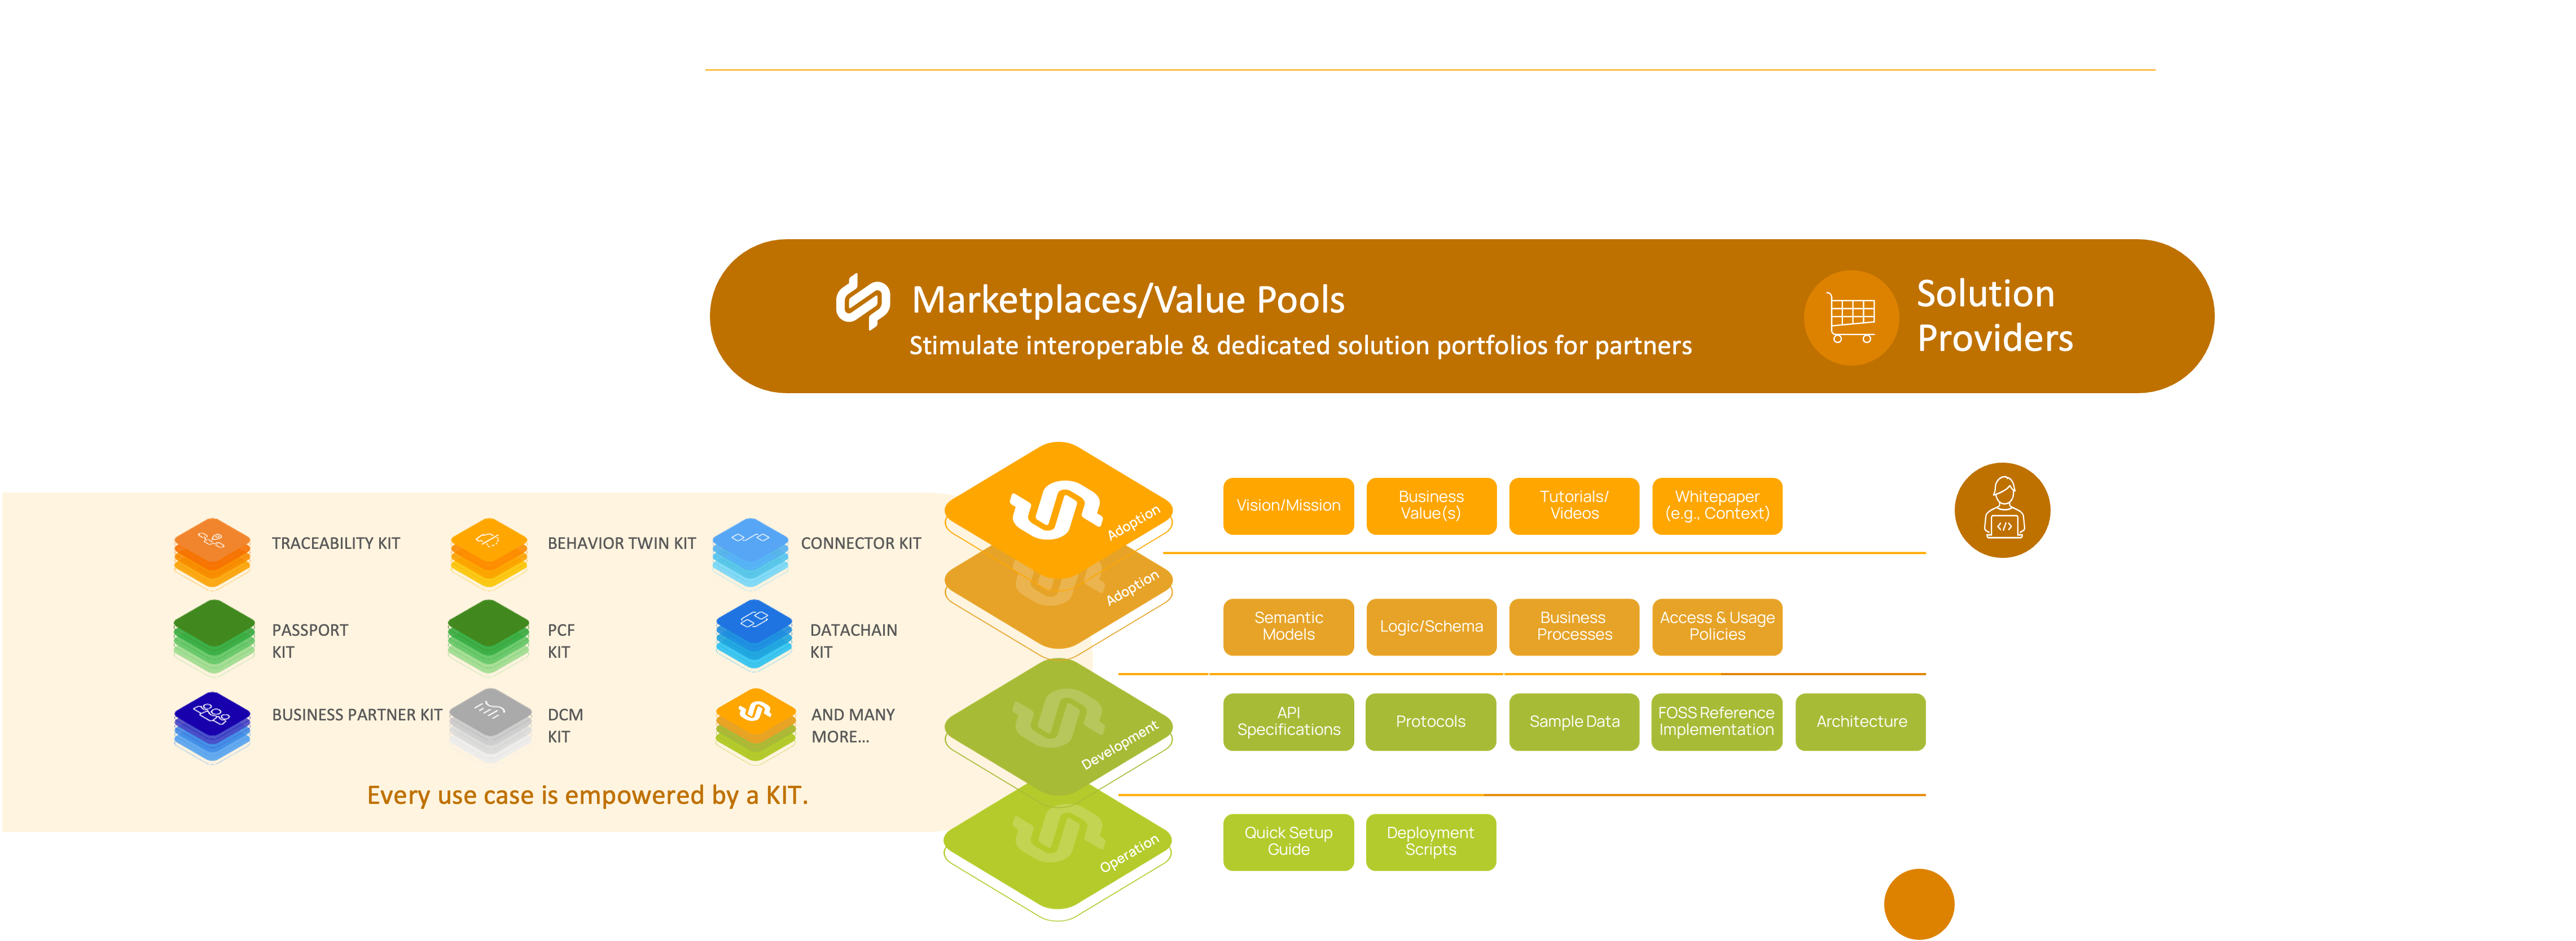 Marketplaces/Value Pools
Stimulate interoperable & dedicated solution portfolios for partners
Solution
Providers
TRACEABILITY KIT
BEHAVIOR TWIN KIT
CONNECTOR KIT
PASSPORT
KIT
PCF
KIT
DATACHAIN
KIT
BUSINESS PARTNER KIT
DCM
KIT
AND MANY
MORE...
Every use case is empowered by a KIT.
Adoption
Vision/Mission
Business
Value(s)
Tutorials/
Videos
Whitepaper
(e.g., Context)
Adoption
Semantic
Models
Logic/Schema
Business
Processes
Access & Usage
Policies
Development
API
Specifications
Protocols
Sample Data
FOSS Reference
Implementation
Architecture
Operation
Quick Setup
Guide
Deployment
Scripts